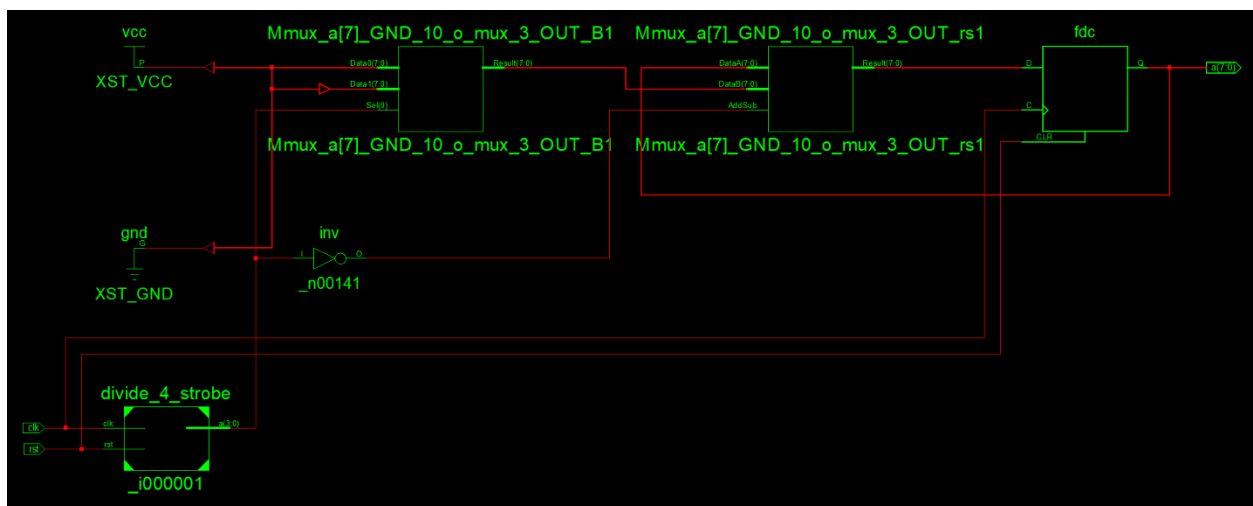 vcc
P
XST_VCC
Mmux_a[7]_GND_10_o_mux_3_OUT_B1
Data0(7:0)
Result(7:0)
Data1(7:0)
Sel(0)
Mmux_a[7]_GND_10_o_mux_3_OUT_B1
Mmux_a[7]_GND_10_o_mux_3_OUT_rs1
DataA(7:0)
Result(7:0)
DataB(7:0)
AddSub
Mmux_a[7]_GND_10_o_mux_3_OUT_rs1
fdc
D
Q
C
CLR
a(7:0)
gnd
G
XST_GND
inv
I
O
_n00141
divide_4_strobe
clk
clk
a(3:0)
rst
rst
_i000001